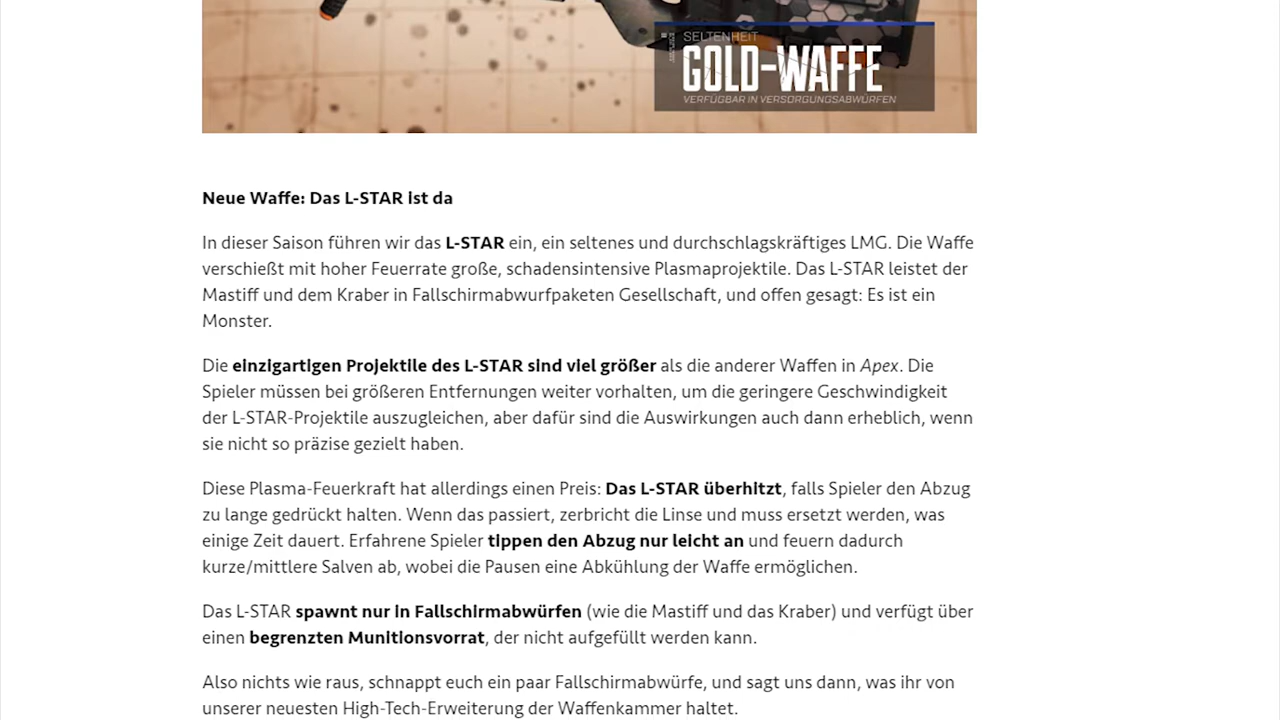 SELTENHEIT
GOLD-WAFFE
VERFÜGBAR IN VERSORGUNGSABWÜRFEN
Neue Waffe: Das L-STAR ist da
In dieser Saison führen wir das L-STAR ein, ein seltenes und durchschlagskräftiges LMG. Die Waffe
verschießt mit hoher Feuerrate große, schadensintensive Plasmaprojektile. Das L-STAR leistet der
Mastiff und dem Kraber in Fallschirmabwurfpaketen Gesellschaft, und offen gesagt: Es ist ein
Monster.
Die einzigartigen Projektile des L-STAR sind viel größer als die anderer Waffen in Apex. Die
Spieler müssen bei größeren Entfernungen weiter vorhalten, um die geringere Geschwindigkeit
der L-STAR-Projektile auszugleichen, aber dafür sind die Auswirkungen auch dann erheblich, wenn
sie nicht so präzise gezielt haben.
Diese Plasma-Feuerkraft hat allerdings einen Preis: Das L-STAR überhitzt, falls Spieler den Abzug
zu lange gedrückt halten. Wenn das passiert, zerbricht die Linse und muss ersetzt werden, was
einige Zeit dauert. Erfahrene Spieler tippen den Abzug nur leicht an und feuern dadurch
kurze/mittlere Salven ab, wobei die Pausen eine Abkühlung der Waffe ermöglichen.
Das L-STAR spawnt nur in Fallschirmabwürfen (wie die Mastiff und das Kraber) und verfügt über
einen begrenzten Munitionsvorrat, der nicht aufgefüllt werden kann.
Also nichts wie raus, schnappt euch ein paar Fallschirmabwürfe, und sagt uns dann, was ihr von
unserer neuesten High-Tech-Erweiterung der Waffenkammer haltet.